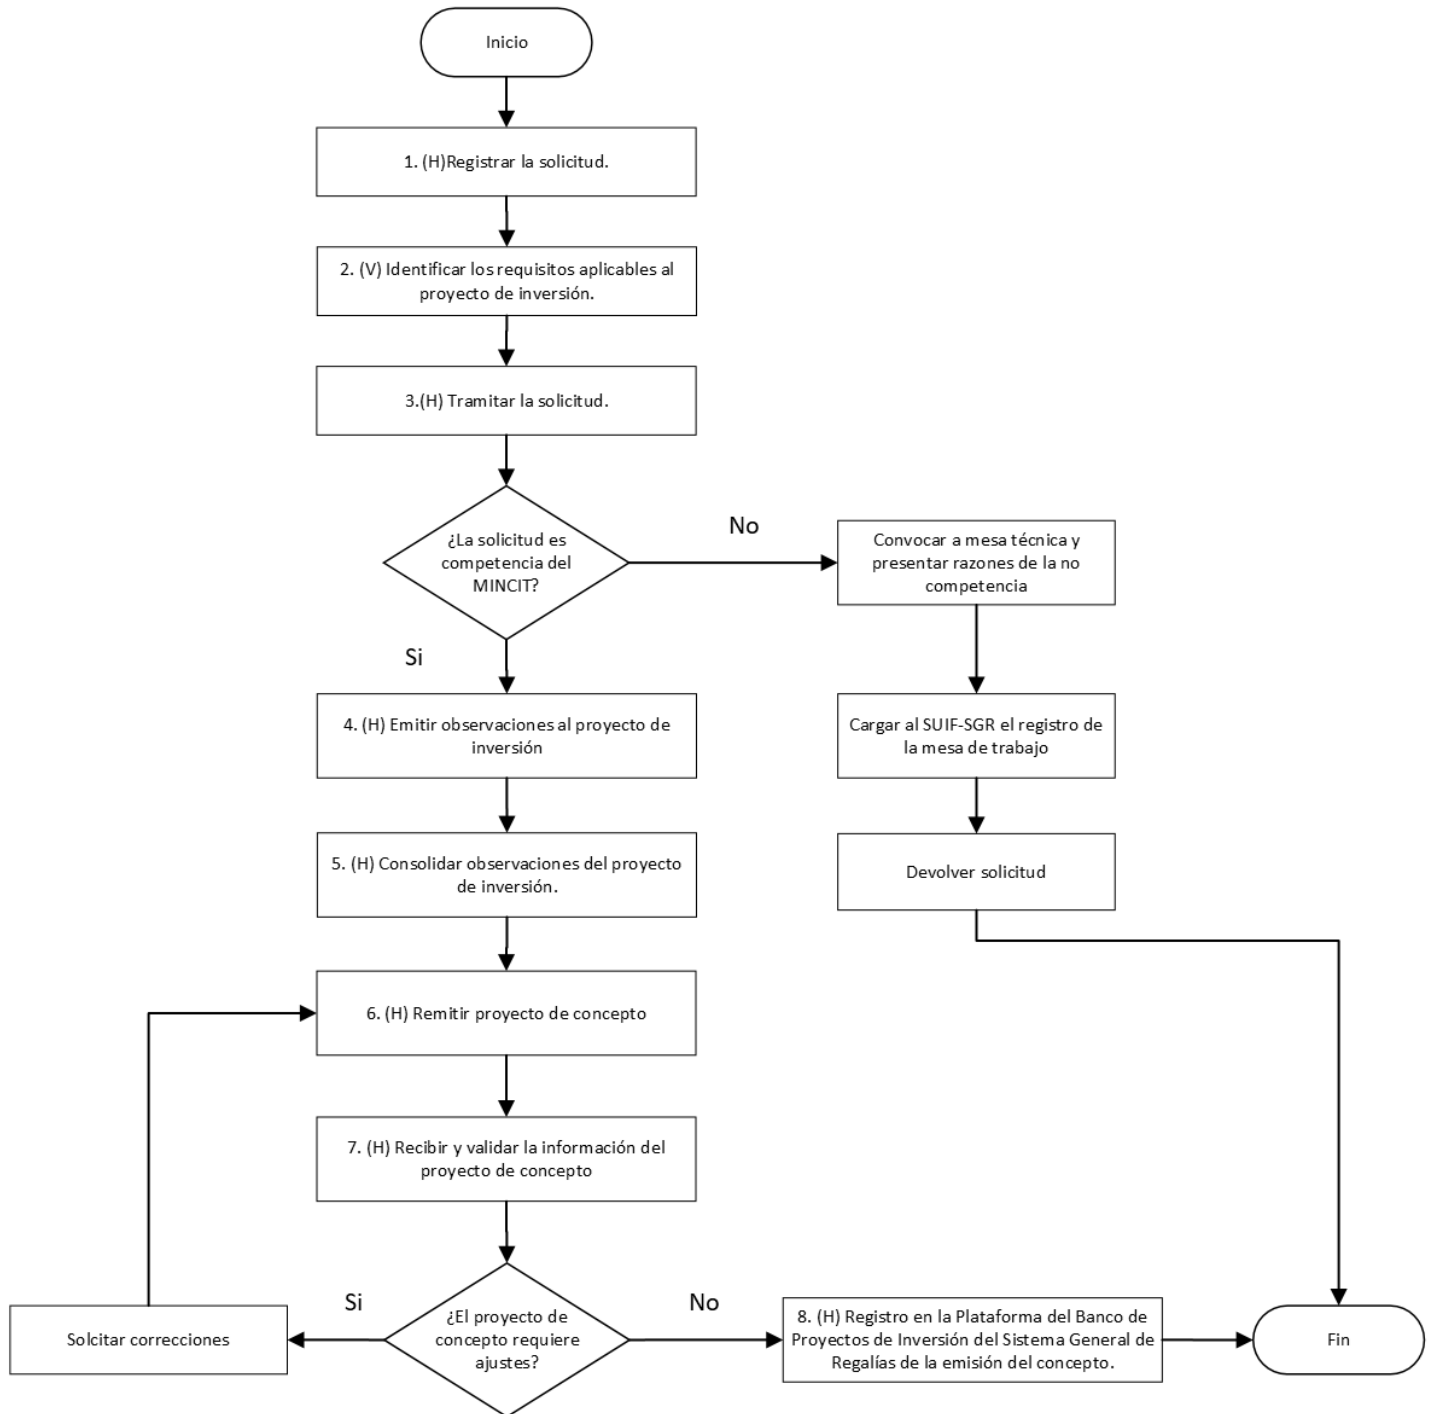 Inicio
1. (H)Registrar la solicitud.
2. (V) Identificar los requisitos aplicables al
proyecto de inversión.
3.(H) Tramitar la solicitud.
¿La solicitud es
competencia del
MINCIT?
No
Convocar a mesa técnica y
presentar razones de la no
competencia
Si
4. (H) Emitir observaciones al proyecto de
inversión
Cargar al SUIF-SGR el registro de
la mesa de trabajo
5. (H) Consolidar observaciones del proyecto
de inversión.
Devolver solicitud
6. (H) Remitir proyecto de concepto
7. (H) Recibir y validar la información del
proyecto de concepto
¿El proyecto de
concepto requiere
ajustes?
Si
Solcitar correcciones
No
8. (H) Registro en la Plataforma del Banco de
Proyectos de Inversión del Sistema General de
Regalías de la emisión del concepto.
Fin